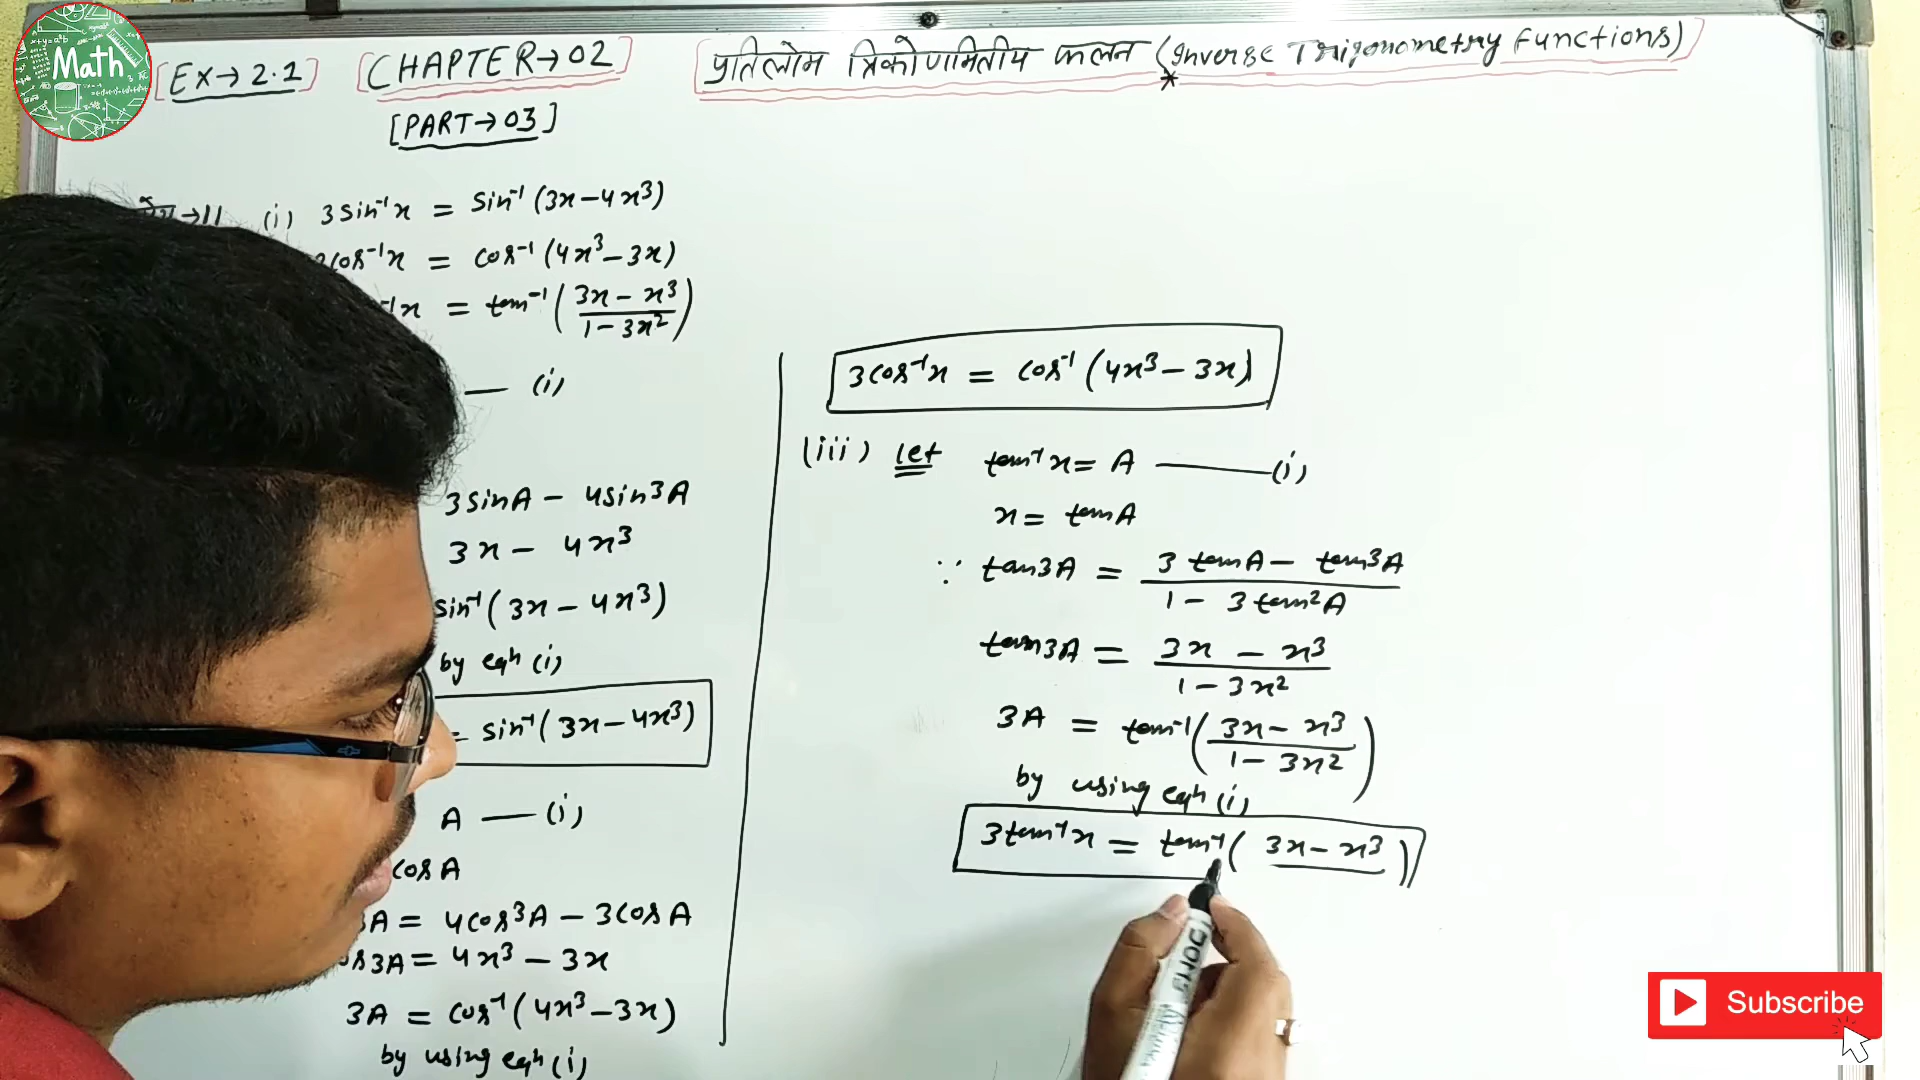 Math
[EX→2.1] [CHAPTER→02] [प्रतिलोम त्रिकोणमितीय फलन (Inverse Trigonometry Functions)]
[PART→03]
→11 (i) 3sin⁻¹x = sin⁻¹(3x-4x³)
cos⁻¹x = cos⁻¹(4x³-3x)
⁻¹x = tan⁻¹((3x-x³)/(1-3x²))
— (i)
3sinA - 4sin³A
3x - 4x³
sin⁻¹(3x-4x³)
by eqⁿ (i)
= sin⁻¹(3x-4x³)
A — (i)
cosA
3A = 4cos³A - 3cosA
cos3A = 4x³ - 3x
3A = cos⁻¹(4x³-3x)
by using eqⁿ (i)
3cos⁻¹x = cos⁻¹(4x³-3x)
(iii) Let tan⁻¹x = A — (i)
x = tanA
∵ tan3A = (3tanA - tan³A)/(1 - 3tan²A)
tan3A = (3x - x³)/(1 - 3x²)
3A = tan⁻¹((3x-x³)/(1-3x²))
by using eqⁿ (i)
3tan⁻¹x = tan⁻¹(3x-x³)
Subscribe